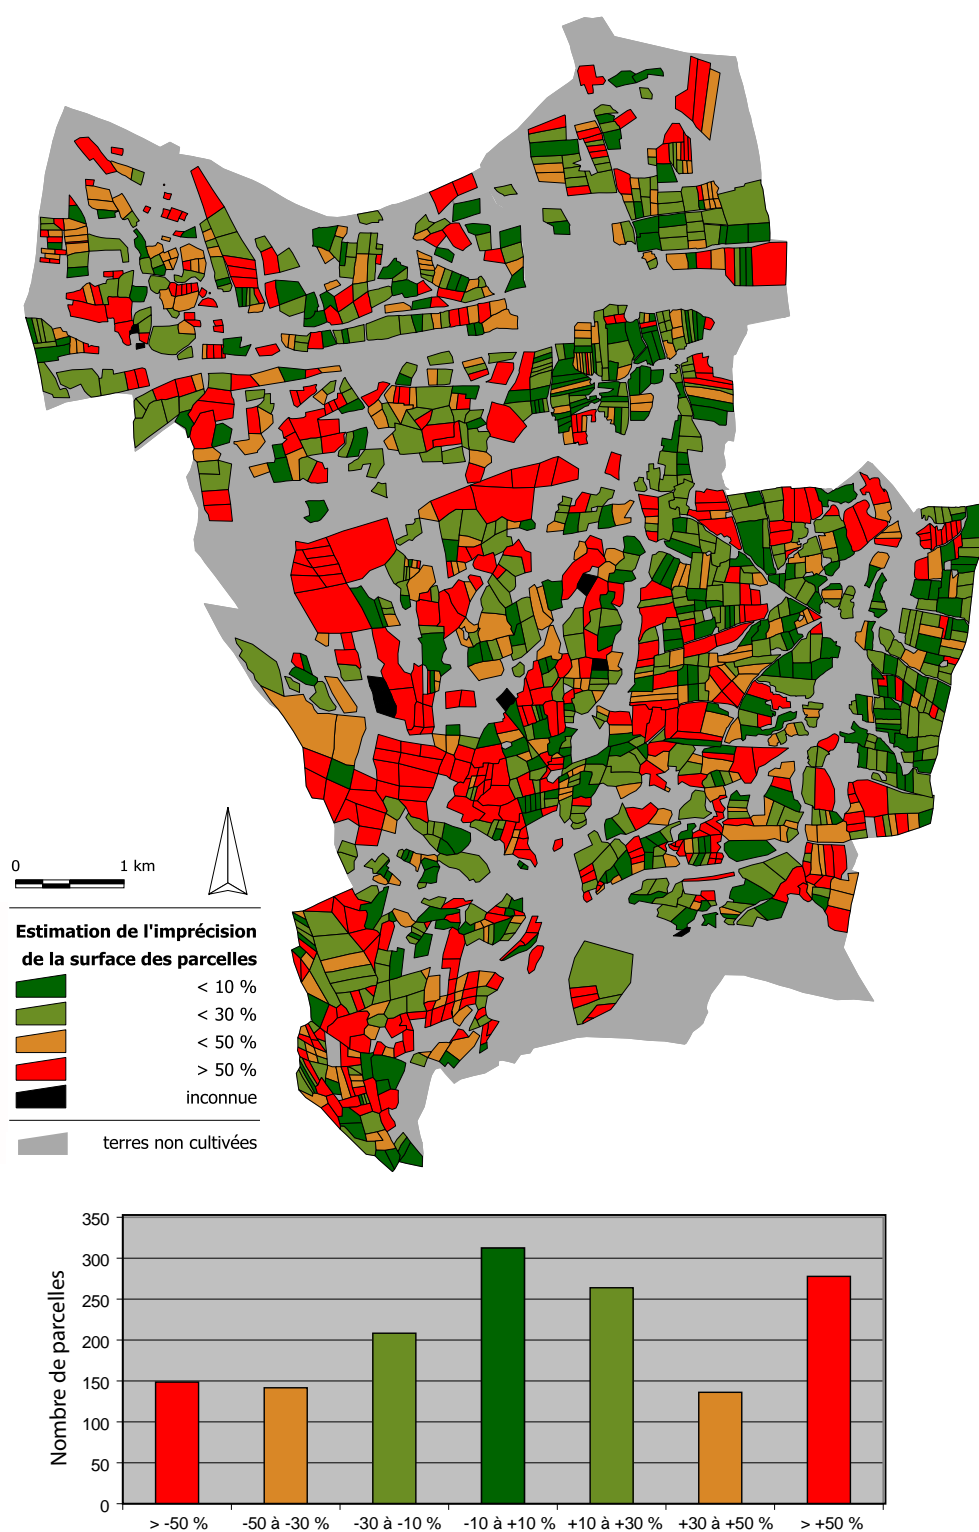 0 1 km
Estimation de l'imprécision
de la surface des parcelles
< 10 %
< 30 %
< 50 %
> 50 %
inconnue
terres non cultivées
Nombre de parcelles
350
300
250
200
150
100
50
0
> -50 % -50 à -30 % -30 à -10 % -10 à +10 % +10 à +30 % +30 à +50% > +50%